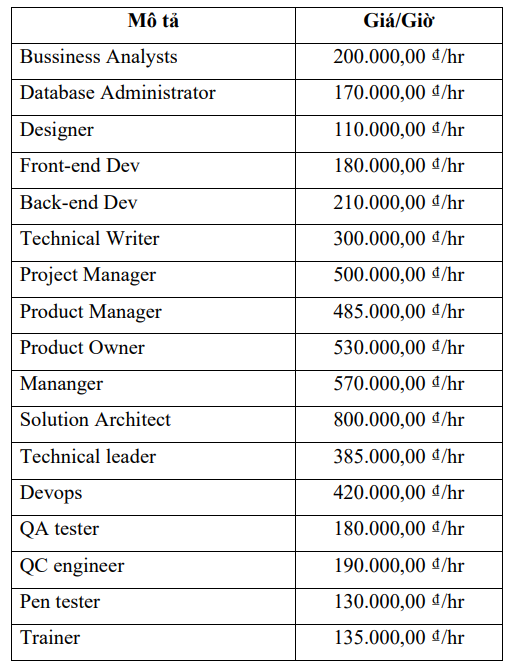 Mô tả Giá/Giờ
Bussiness Analysts 200.000,00 ₫/hr
Database Administrator 170.000,00 ₫/hr
Designer 110.000,00 ₫/hr
Front-end Dev 180.000,00 ₫/hr
Back-end Dev 210.000,00 ₫/hr
Technical Writer 300.000,00 ₫/hr
Project Manager 500.000,00 ₫/hr
Product Manager 485.000,00 ₫/hr
Product Owner 530.000,00 ₫/hr
Mananger 570.000,00 ₫/hr
Solution Architect 800.000,00 ₫/hr
Technical leader 385.000,00 ₫/hr
Devops 420.000,00 ₫/hr
QA tester 180.000,00 ₫/hr
QC engineer 190.000,00 ₫/hr
Pen tester 130.000,00 ₫/hr
Trainer 135.000,00 ₫/hr